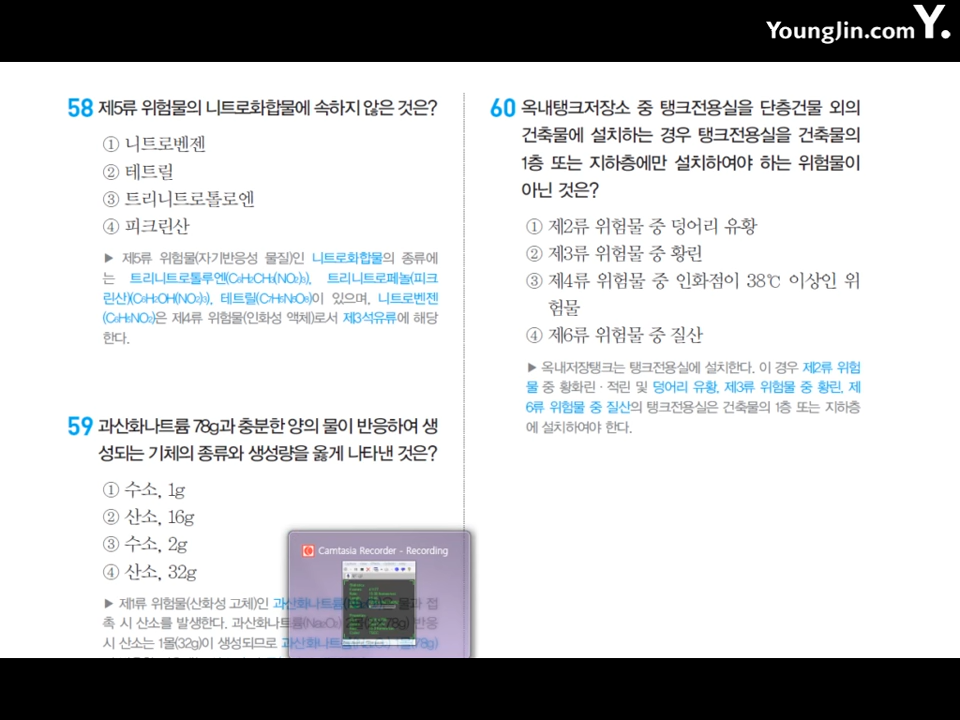 YoungJin.com Y.
58 제5류 위험물의 니트로화합물에 속하지 않은 것은?
① 니트로벤젠
② 테트릴
③ 트리니트로톨로엔
④ 피크린산
▶ 제5류 위험물(자기반응성 물질)인 니트로화합물의 종류에
는 트리니트로톨루엔(C₆H₂CH₃(NO₂)₃), 트리니트로페놀(피크
린산)(C₆H₂OH(NO₂)₃), 테트릴(C₇H₅N₅O₈)이 있으며, 니트로벤젠
(C₆H₅NO₂)은 제4류 위험물(인화성 액체)로서 제3석유류에 해당
한다.
59 과산화나트륨 78g과 충분한 양의 물이 반응하여 생
성되는 기체의 종류와 생성량을 옳게 나타낸 것은?
① 수소, 1g
② 산소, 16g
③ 수소, 2g
④ 산소, 32g
▶ 제1류 위험물(산화성 고체)인 과산화나트륨 접
촉 시 산소를 발생한다. 과산화나트륨(Na₂O₂) 반응
시 산소는 1몰(32g)이 생성되므로 과산화나트륨 1몰(78g)
Camtasia Recorder - Recording
60 옥내탱크저장소 중 탱크전용실을 단층건물 외의
건축물에 설치하는 경우 탱크전용실을 건축물의
1층 또는 지하층에만 설치하여야 하는 위험물이
아닌 것은?
① 제2류 위험물 중 덩어리 유황
② 제3류 위험물 중 황린
③ 제4류 위험물 중 인화점이 38℃ 이상인 위
험물
④ 제6류 위험물 중 질산
▶ 옥내저장탱크는 탱크전용실에 설치한다. 이 경우 제2류 위험
물 중 황화린·적린 및 덩어리 유황, 제3류 위험물 중 황린, 제
6류 위험물 중 질산의 탱크전용실은 건축물의 1층 또는 지하층
에 설치하여야 한다.